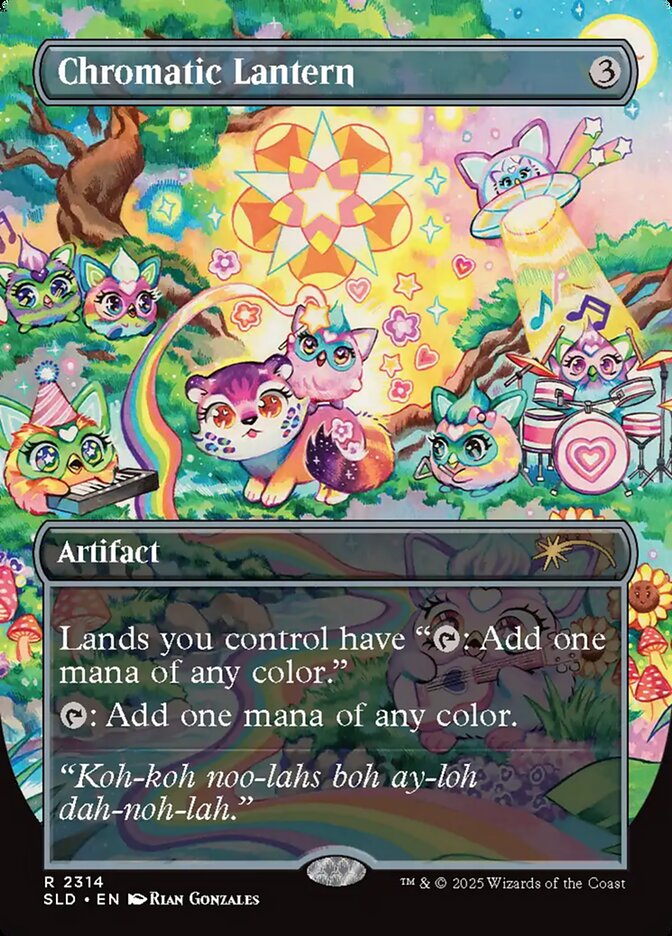 Chromatic Lantern 3
Artifact
Lands you control have “: Add one
mana of any color.”
: Add one mana of any color.
“Koh-koh noo-lahs boh ay-loh
dah-noh-lah.”
R 2314
SLD • EN Rian Gonzales
™ & © 2025 Wizards of the Coast